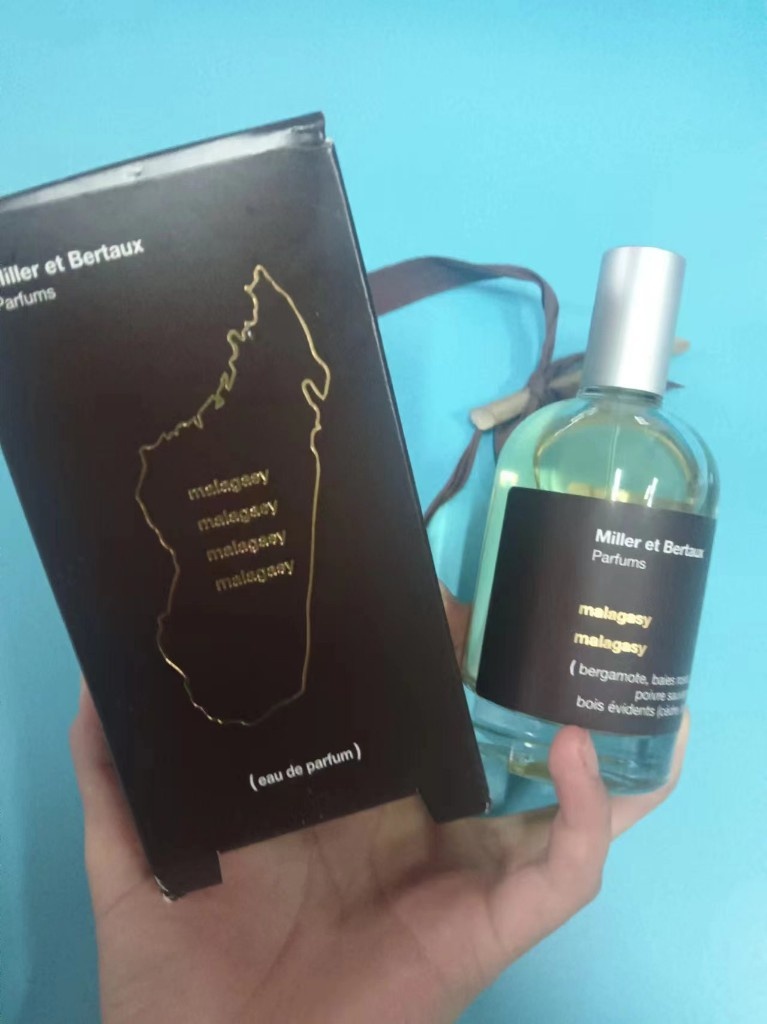 et Bertaux
Parfums
malagasy
malagasy
malagasy
malagasy
(eau de parfum)
Miller et Bertaux
Parfums
malagasy
malagasy
( bergamote, baies
poivre
bois évidents